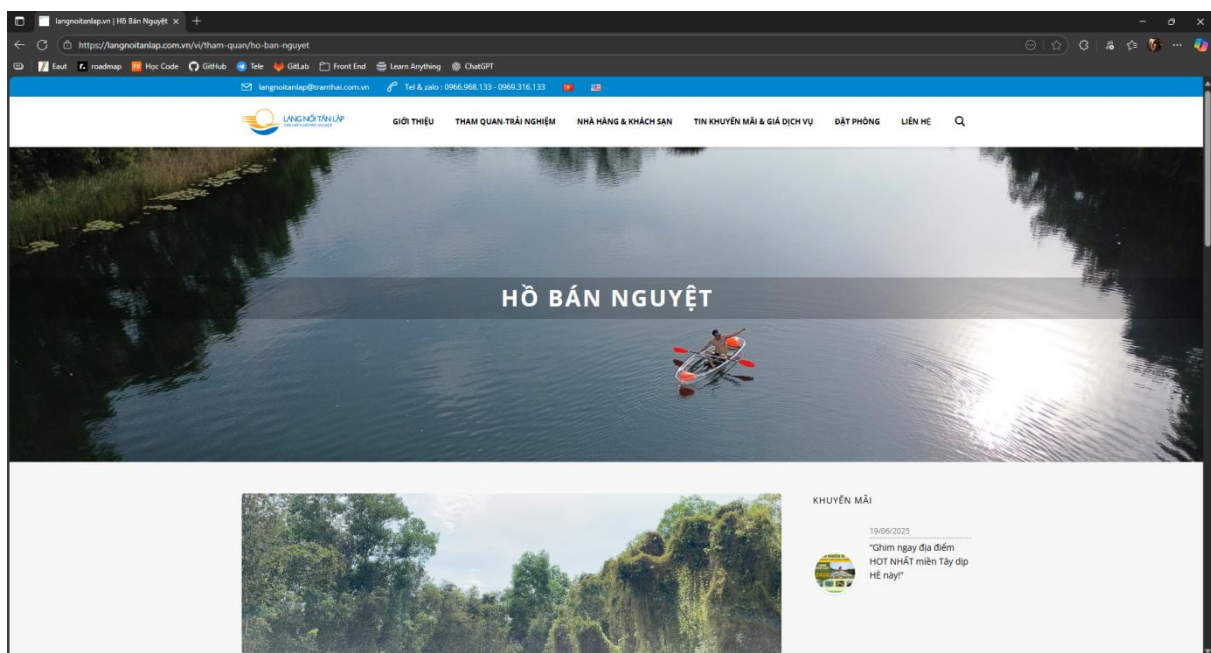 langnoitanlap.vn | Hồ Bán Nguyệt
https://langnoitanlap.com.vn/vi/tham-quan/ho-ban-nguyet
Eaut roadmap Học Code GitHub Tele GitLab Front End Learn Anything ChatGPT
langnoitanlap@tranthai.com.vn Tel & zalo : 0966.968.133 - 0969.316.133
LÀNG NỔI TÂN LẬP GIỚI THIỆU THAM QUAN-TRẢI NGHIỆM NHÀ HÀNG & KHÁCH SẠN TIN KHUYẾN MÃI & GIÁ DỊCH VỤ ĐẶT PHÒNG LIÊN HỆ
HỒ BÁN NGUYỆT
KHUYẾN MÃI
19/06/2025
"Ghim ngay địa điểm
HOT NHẤT miền Tây dịp
HÈ này!"